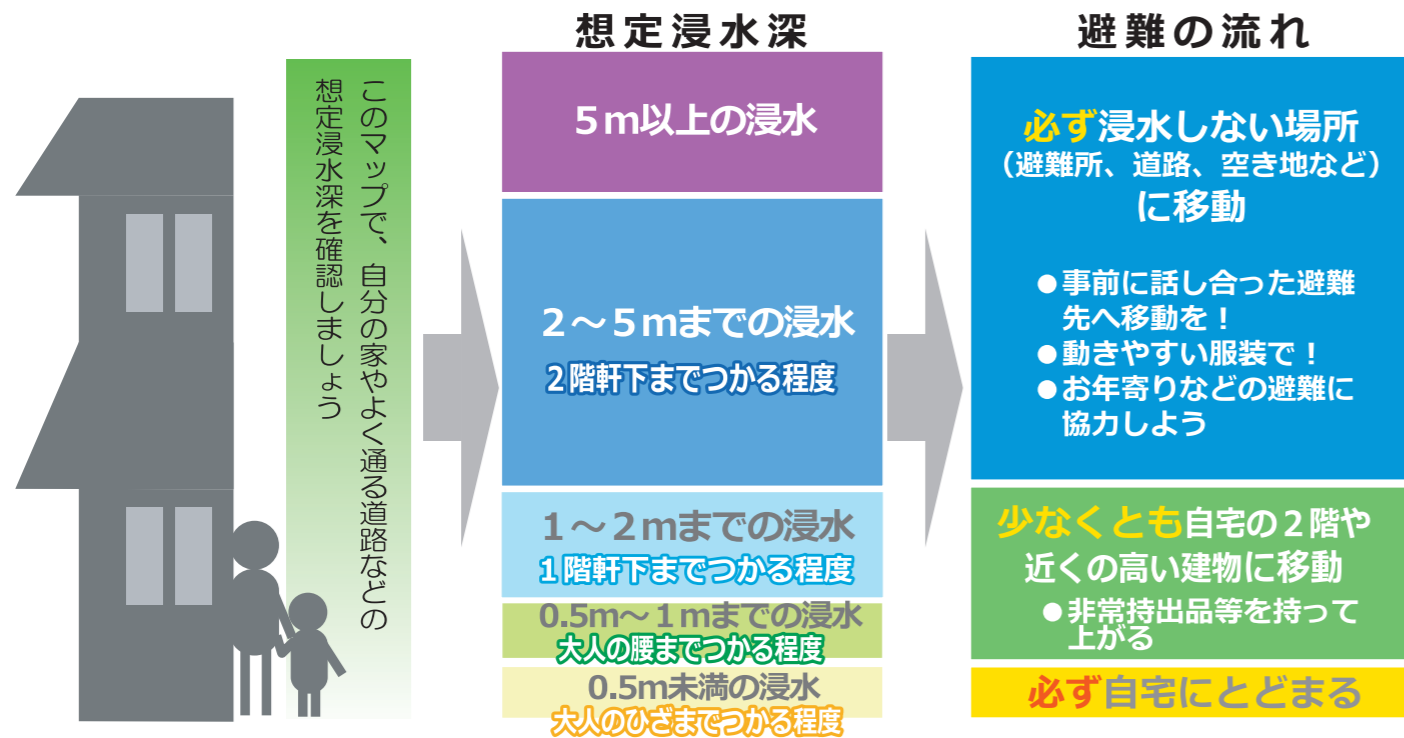 このマップで、自分の家やよく通る道路などの
想定浸水深を確認しましょう
想定浸水深
５ｍ以上の浸水
２～５ｍまでの浸水
２階軒下までつかる程度
１～２ｍまでの浸水
１階軒下までつかる程度
0.5ｍ～１ｍまでの浸水
大人の腰までつかる程度
0.5ｍ未満の浸水
大人のひざまでつかる程度
避難の流れ
必ず浸水しない場所
（避難所、道路、空き地など）
に移動
●事前に話し合った避難
先へ移動を！
●動きやすい服装で！
●お年寄りなどの避難に
協力しよう
少なくとも自宅の２階や
近くの高い建物に移動
●非常持出品等を持って
上がる
必ず自宅にとどまる